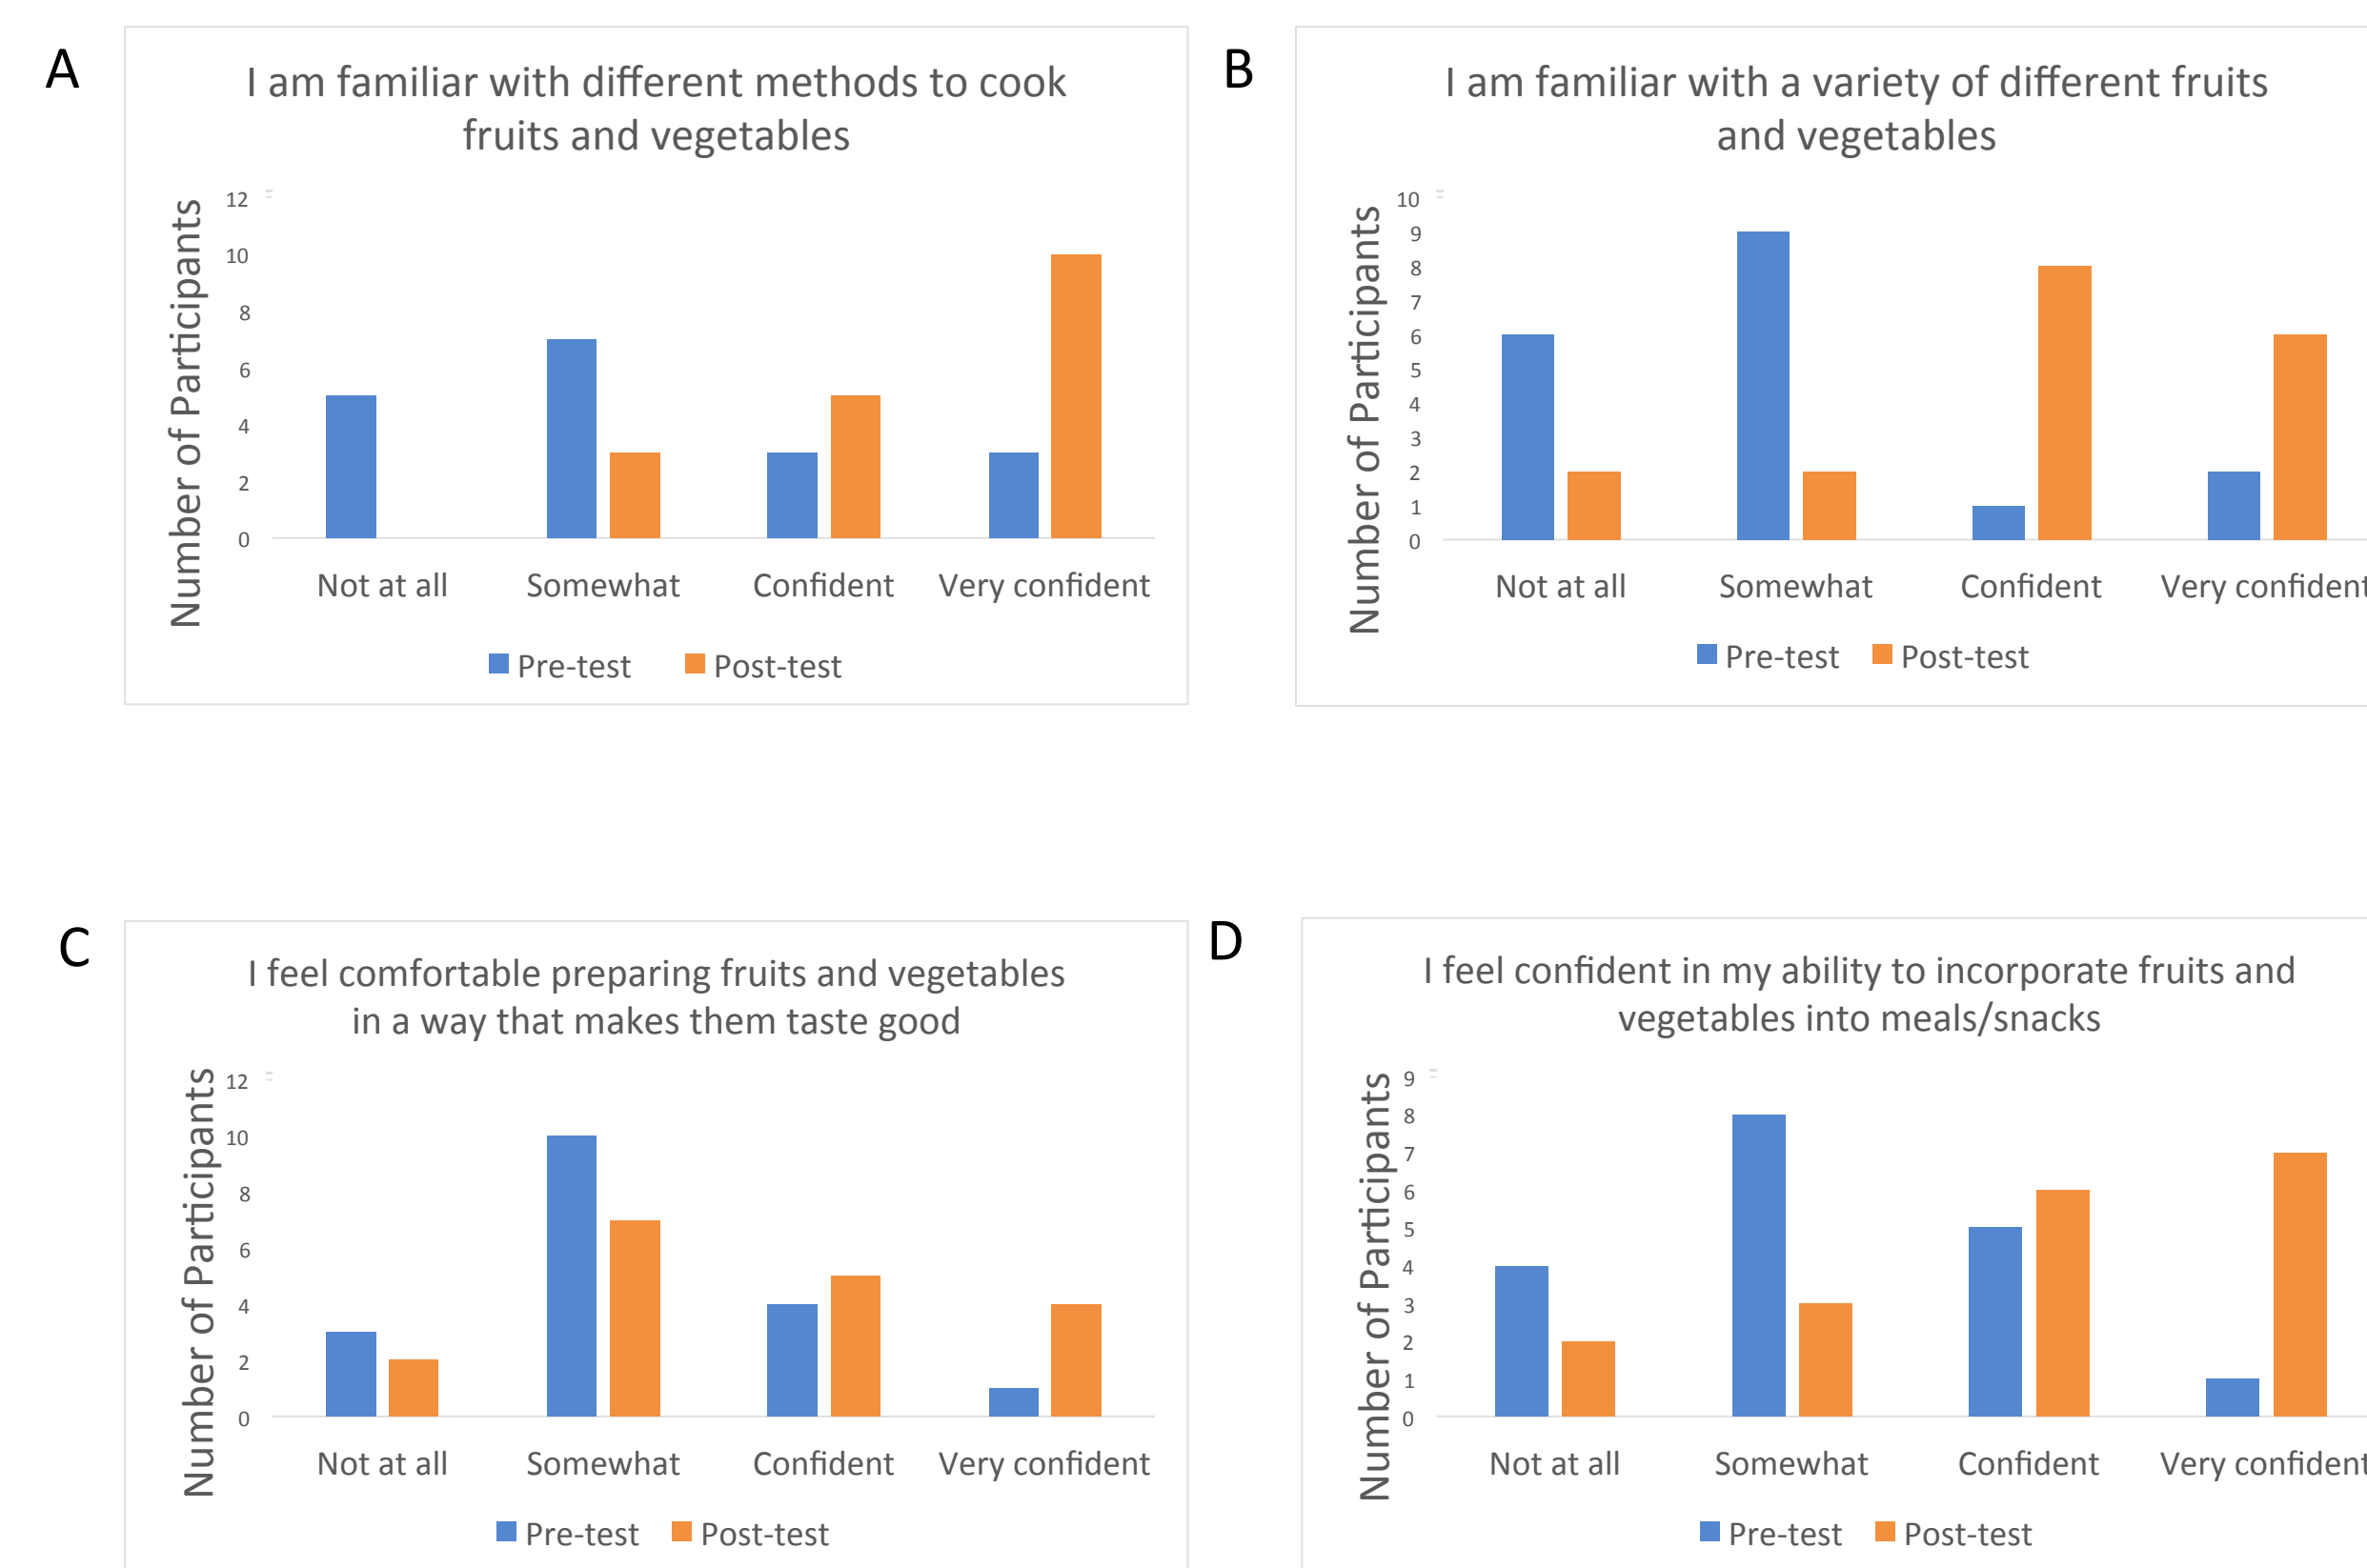 A
I am familiar with different methods to cook
fruits and vegetables
Number of Participants
12
10
8
6
4
2
0
Not at all Somewhat Confident Very confident
Pre-test Post-test
B
I am familiar with a variety of different fruits
and vegetables
Number of Participants
10
9
8
7
6
5
4
3
2
1
0
Not at all Somewhat Confident Very confident
Pre-test Post-test
C
I feel comfortable preparing fruits and vegetables
in a way that makes them taste good
Number of Participants
12
10
8
6
4
2
0
Not at all Somewhat Confident Very confident
Pre-test Post-test
D
I feel confident in my ability to incorporate fruits and
vegetables into meals/snacks
Number of Participants
9
8
7
6
5
4
3
2
1
0
Not at all Somewhat Confident Very confident
Pre-test Post-test